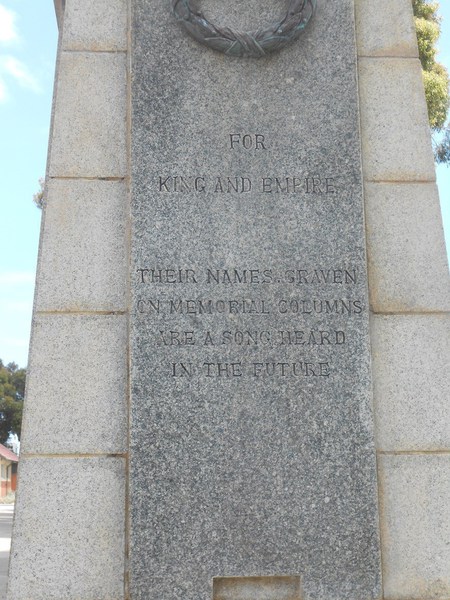 FOR
KING AND EMPIRE
THEIR NAMES, GRAVEN
ON MEMORIAL COLUMNS
ARE A SONG HEARD
IN THE FUTURE